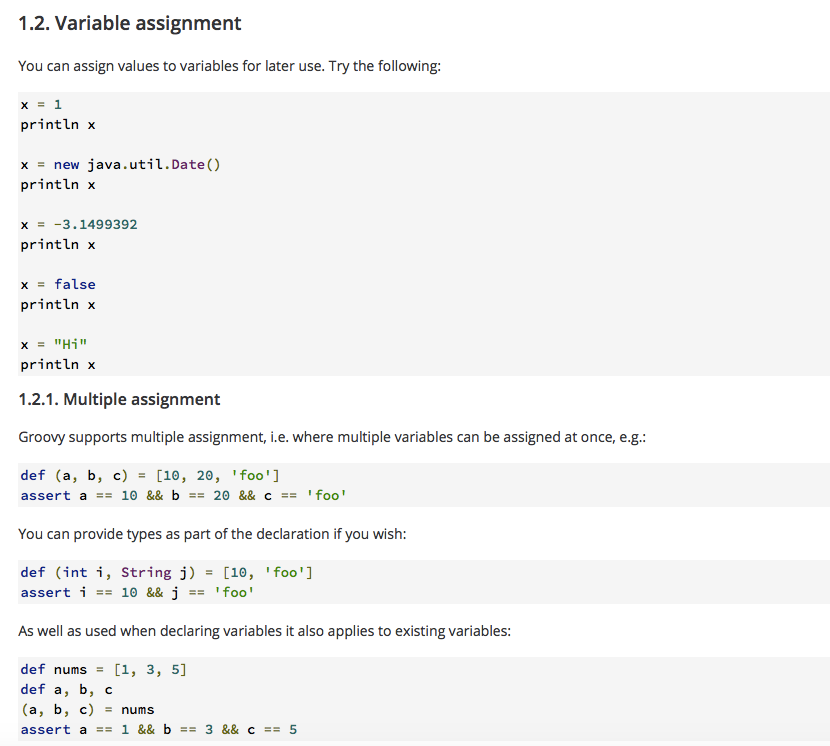 1.2. Variable assignment
You can assign values to variables for later use. Try the following:
x = 1
println x
x = new java.util.Date()
println x
x = -3.1499392
println x
x = false
println x
x = "Hi"
println x
1.2.1. Multiple assignment
Groovy supports multiple assignment, i.e. where multiple variables can be assigned at once, e.g.:
def (a, b, c) = [10, 20, 'foo']
assert a == 10 && b == 20 && c == 'foo'
You can provide types as part of the declaration if you wish:
def (int i, String j) = [10, 'foo']
assert i == 10 && j == 'foo'
As well as used when declaring variables it also applies to existing variables:
def nums = [1, 3, 5]
def a, b, c
(a, b, c) = nums
assert a == 1 && b == 3 && c == 5